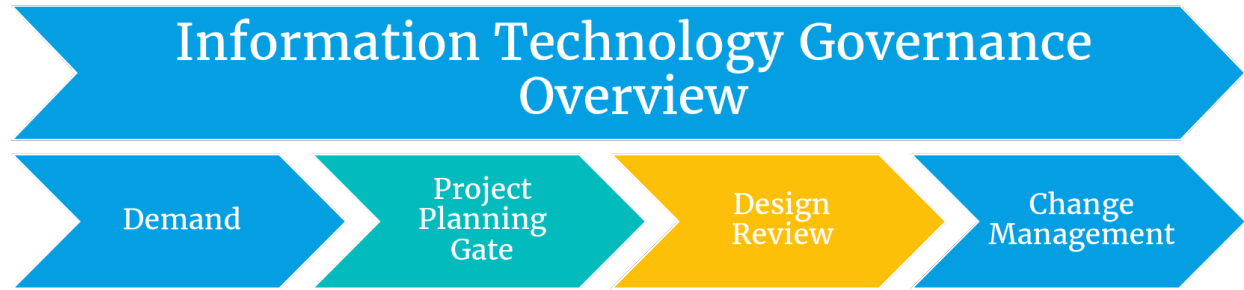 Information Technology Governance
Overview
Demand
Project
Planning
Gate
Design
Review
Change
Management